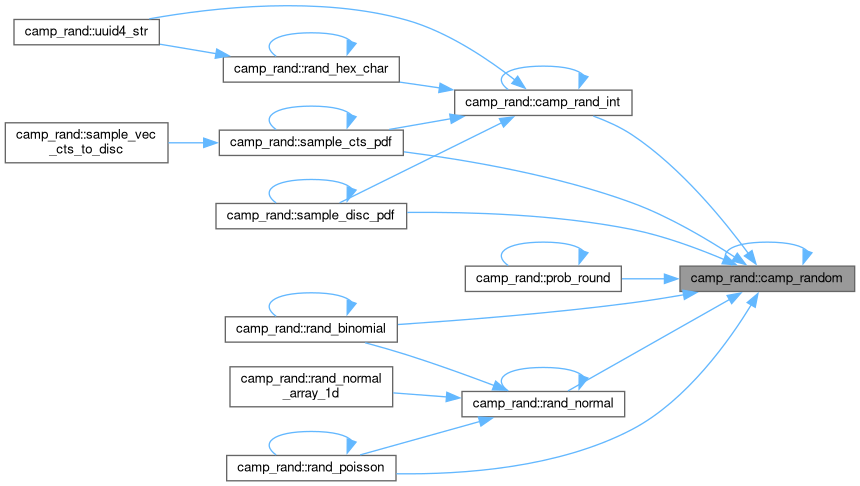 camp_rand::uuid4_str
camp_rand::rand_hex_char
camp_rand::camp_rand_int
camp_rand::sample_vec
_cts_to_disc
camp_rand::sample_cts_pdf
camp_rand::sample_disc_pdf
camp_rand::prob_round
camp_rand::camp_random
camp_rand::rand_binomial
camp_rand::rand_normal
_array_1d
camp_rand::rand_normal
camp_rand::rand_poisson